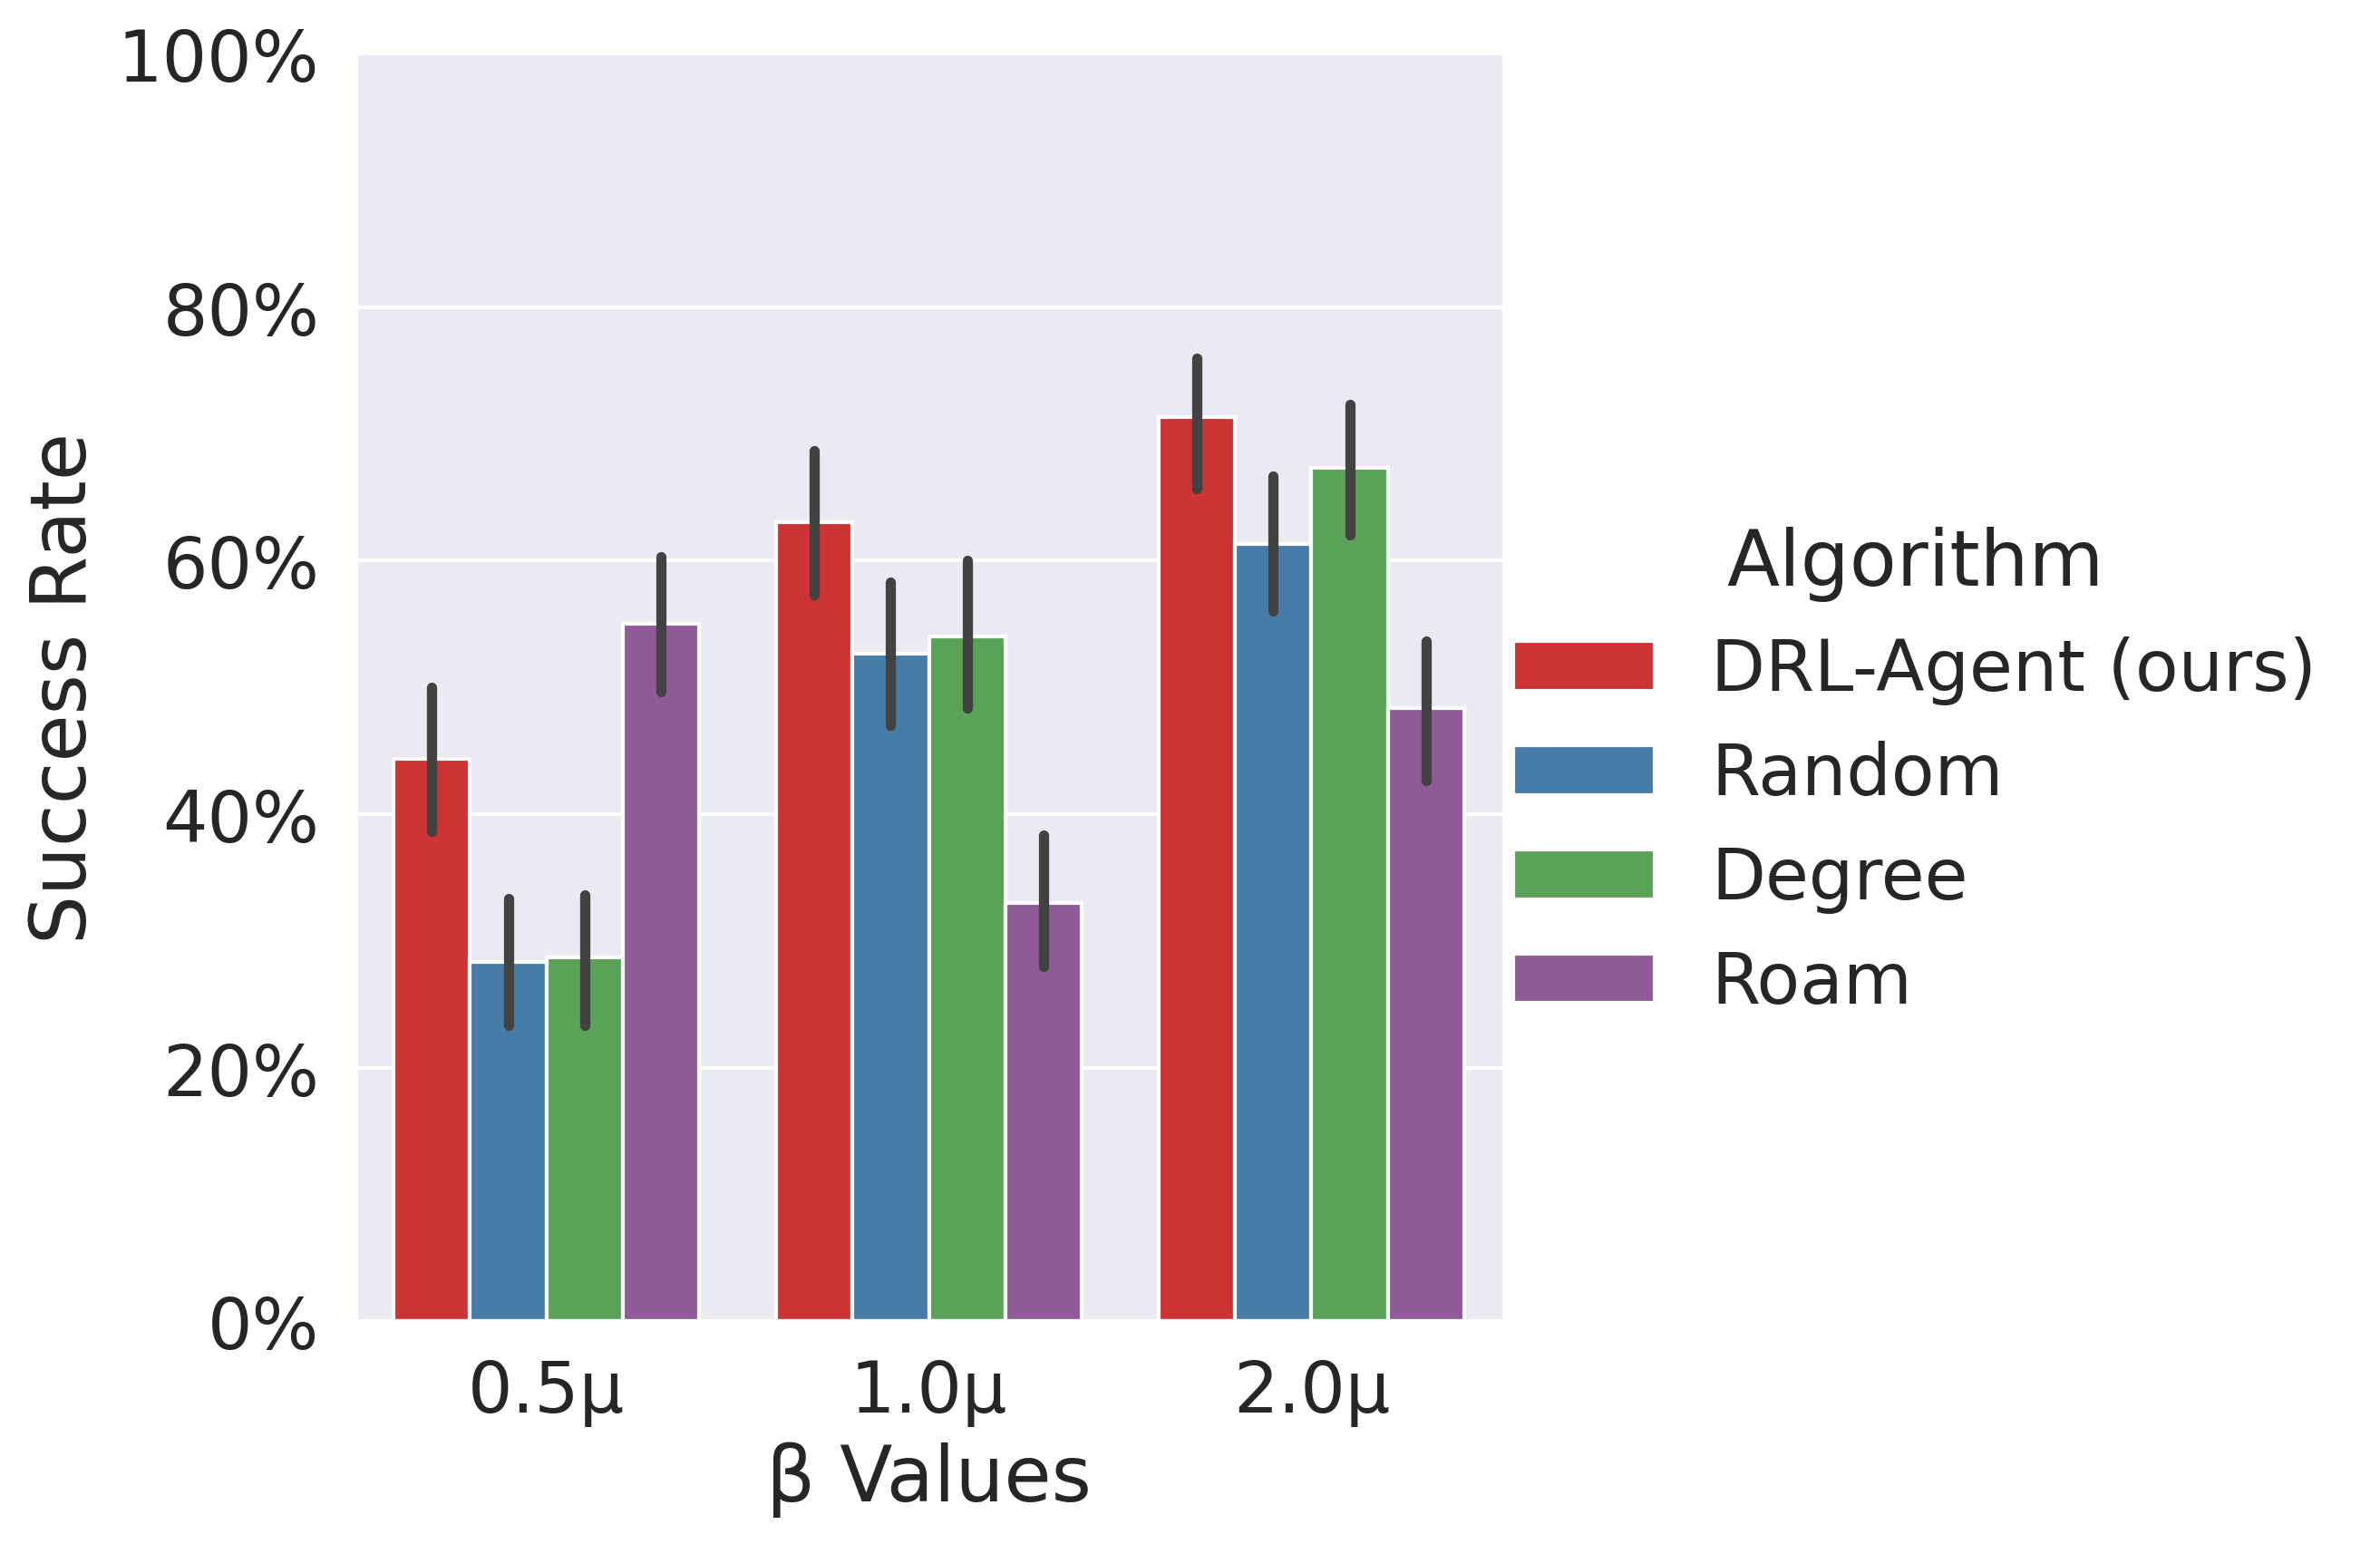 100%
80%
60%
40%
20%
0%
Success Rate
0.5μ
1.0μ
2.0μ
β Values
Algorithm
DRL-Agent (ours)
Random
Degree
Roam